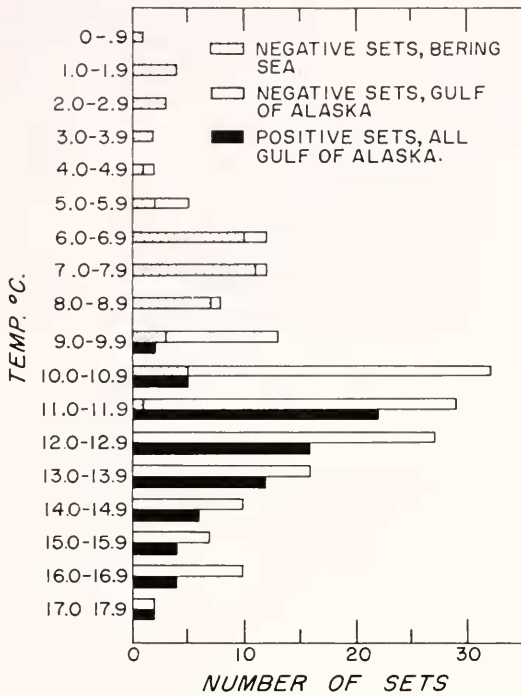 0-.9
1.0-1.9
2.0-2.9
3.0-3.9
4.0-4.9
5.0-5.9
6.0-6.9
7.0-7.9
8.0-8.9
9.0-9.9
10.0-10.9
11.0-11.9
12.0-12.9
13.0-13.9
14.0-14.9
15.0-15.9
16.0-16.9
17.0 17.9
TEMP. °C.
NEGATIVE SETS, BERING
SEA
NEGATIVE SETS, GULF
OF ALASKA
POSITIVE SETS, ALL
GULF OF ALASKA.
0 10 20 30
NUMBER OF SETS